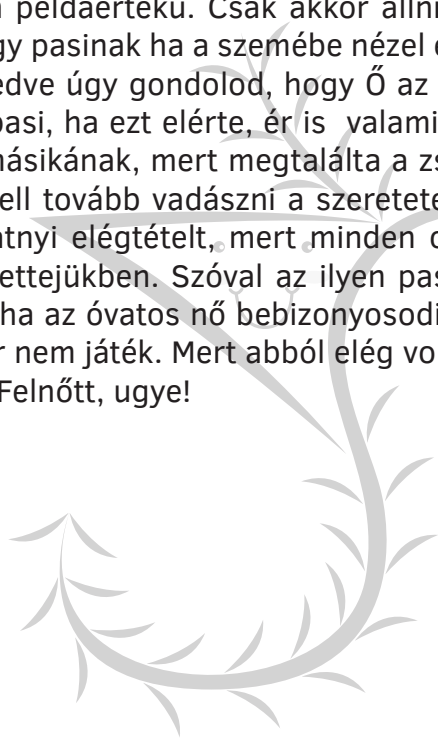 példaértékű. Csak akkor állni
gy pasinak ha a szemébe nézel
edve úgy gondolod, hogy Ő az
pasi, ha ezt elérte, ér is valami
másikának, mert megtalálta a zs
ell tovább vadászni a szeretete
tnyi elégtételt, mert minden
ettejükben. Szóval az ilyen pas
ha az óvatos nő bebizonyosodi
r nem játék. Mert abból elég vo
Felnőtt, ugye!